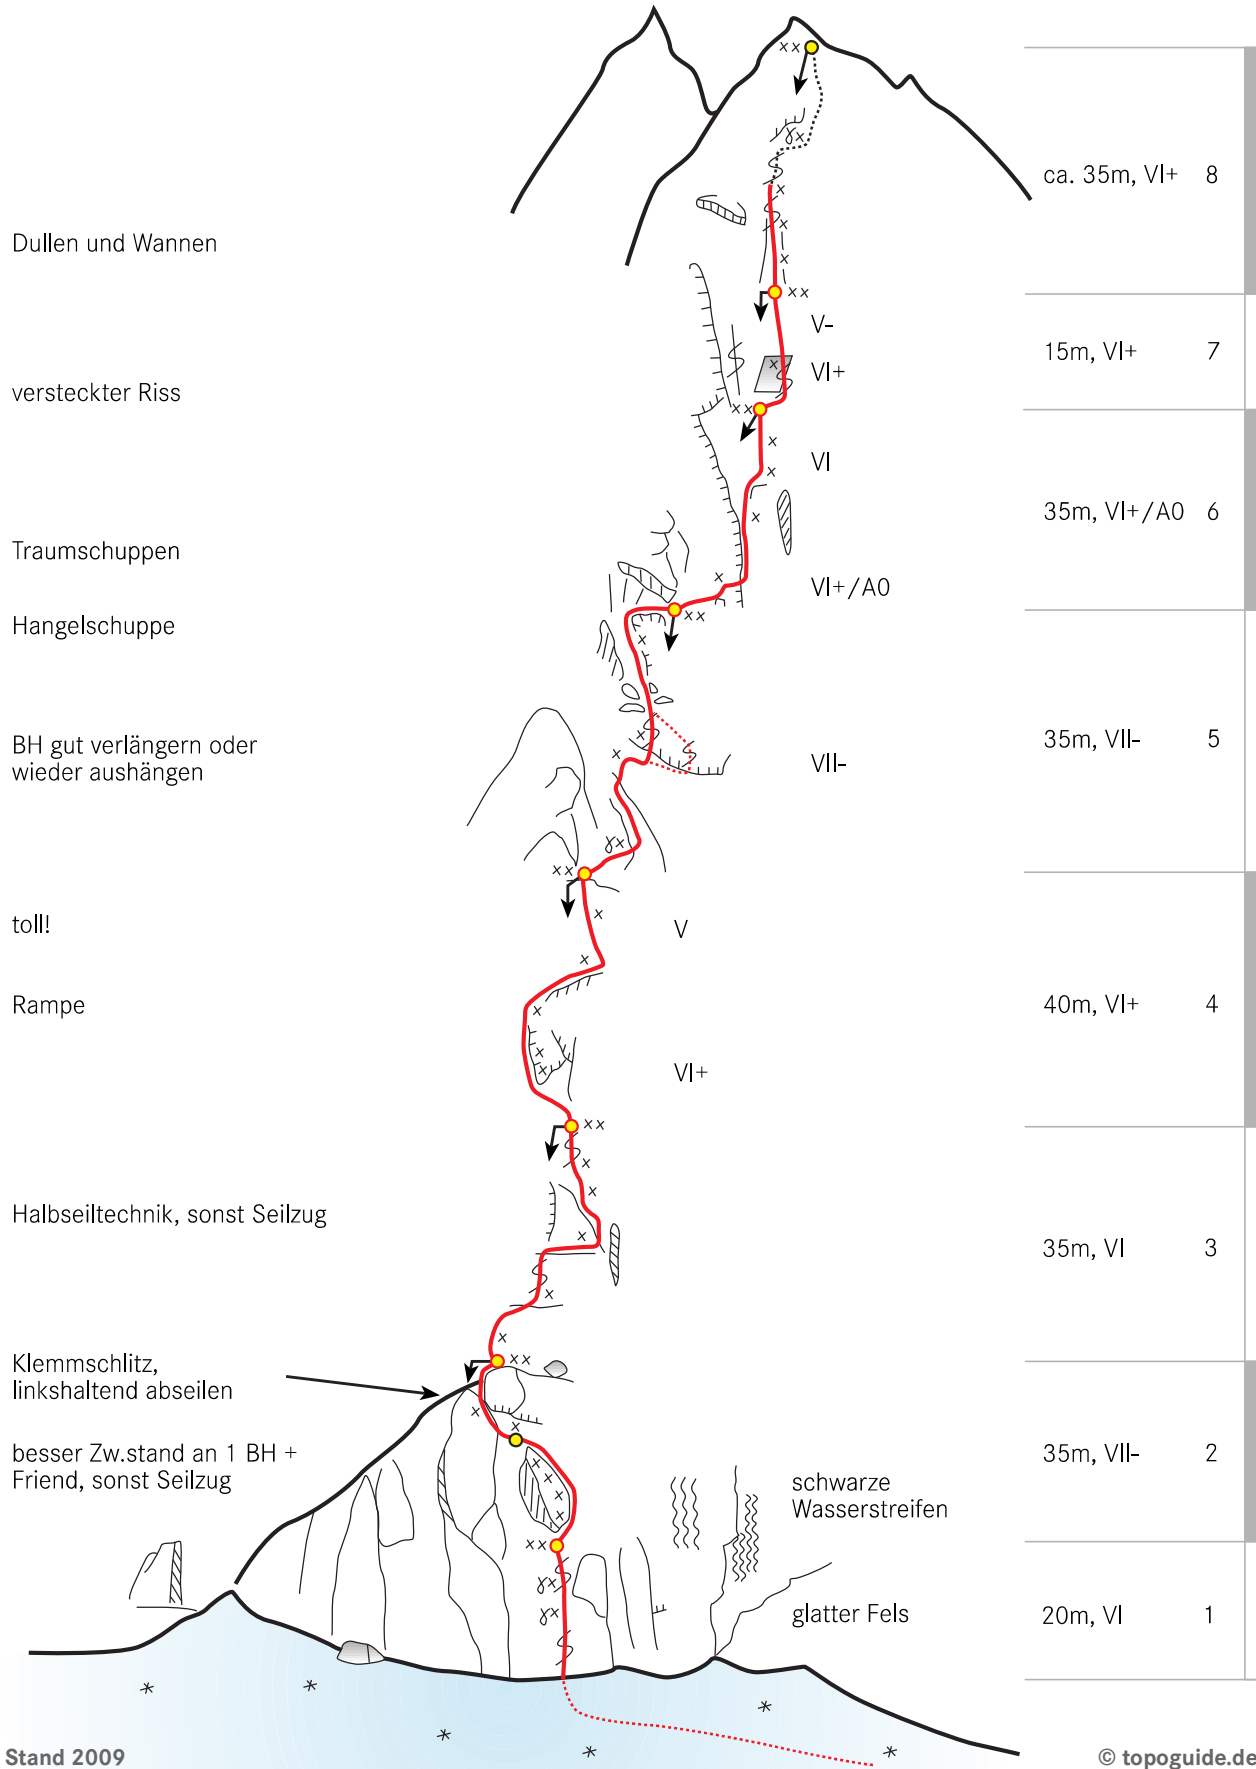 ca. 35m, VI+ 8
Dullen und Wannen
V-
15m, VI+ 7
VI+
versteckter Riss
VI
35m, VI+/A0 6
Traumschuppen
VI+/A0
Hangelschuppe
BH gut verlängern oder
wieder aushängen
VII-
35m, VII- 5
toll!
V
Rampe
40m, VI+ 4
VI+
Halbseiltechnik, sonst Seilzug
35m, VI 3
Klemmschlitz,
linkshaltend abseilen
besser Zw.stand an 1 BH +
Friend, sonst Seilzug
35m, VII- 2
schwarze
Wasserstreifen
glatter Fels
20m, VI 1
Stand 2009
© topoguide.de